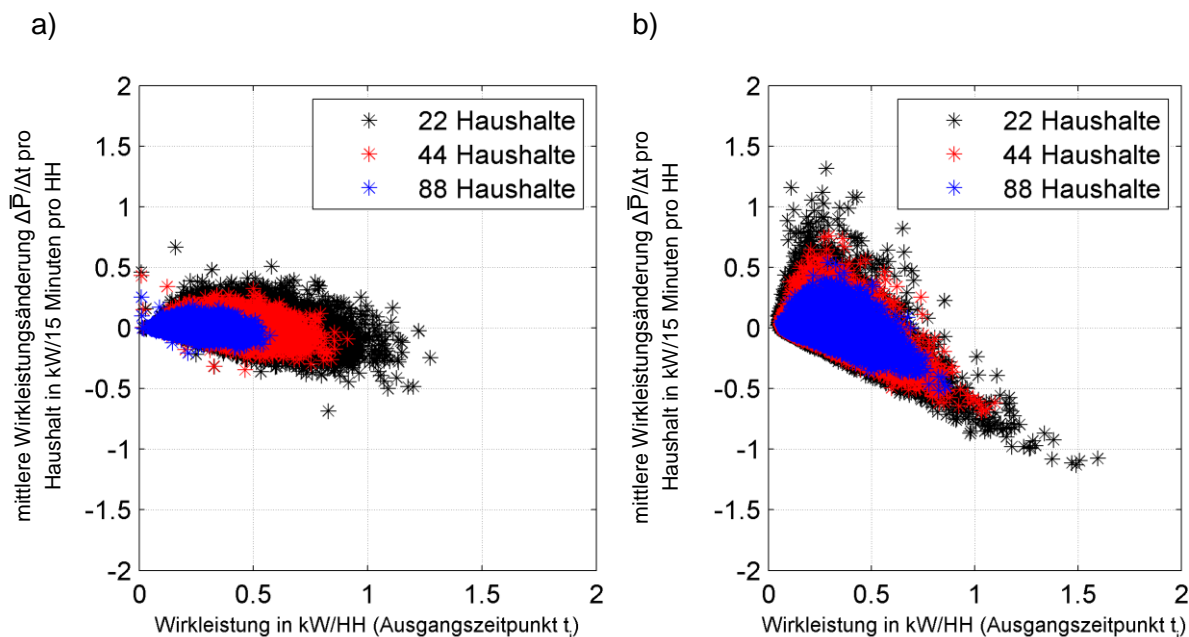 a)
2
1.5
1
0.5
0
-0.5
-1
-1.5
-2
0 0.5 1 1.5 2
22 Haushalte
44 Haushalte
88 Haushalte
mittlere Wirkleistungsänderung ΔP̅/Δt pro
Haushalt in kW/15 Minuten pro HH
Wirkleistung in kW/HH (Ausgangszeitpunkt tᵢ)
b)
2
1.5
1
0.5
0
-0.5
-1
-1.5
-2
0 0.5 1 1.5 2
22 Haushalte
44 Haushalte
88 Haushalte
mittlere Wirkleistungsänderung ΔP̅/Δt pro
Haushalt in kW/15 Minuten pro HH
Wirkleistung in kW/HH (Ausgangszeitpunkt tᵢ)